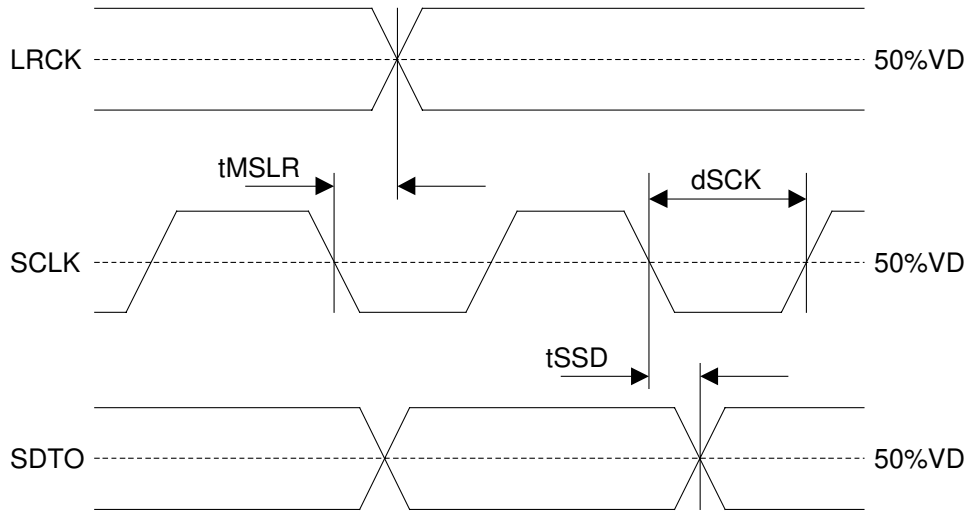 LRCK 50%VD
tMSLR dSCK
SCLK 50%VD
tSSD
SDTO 50%VD